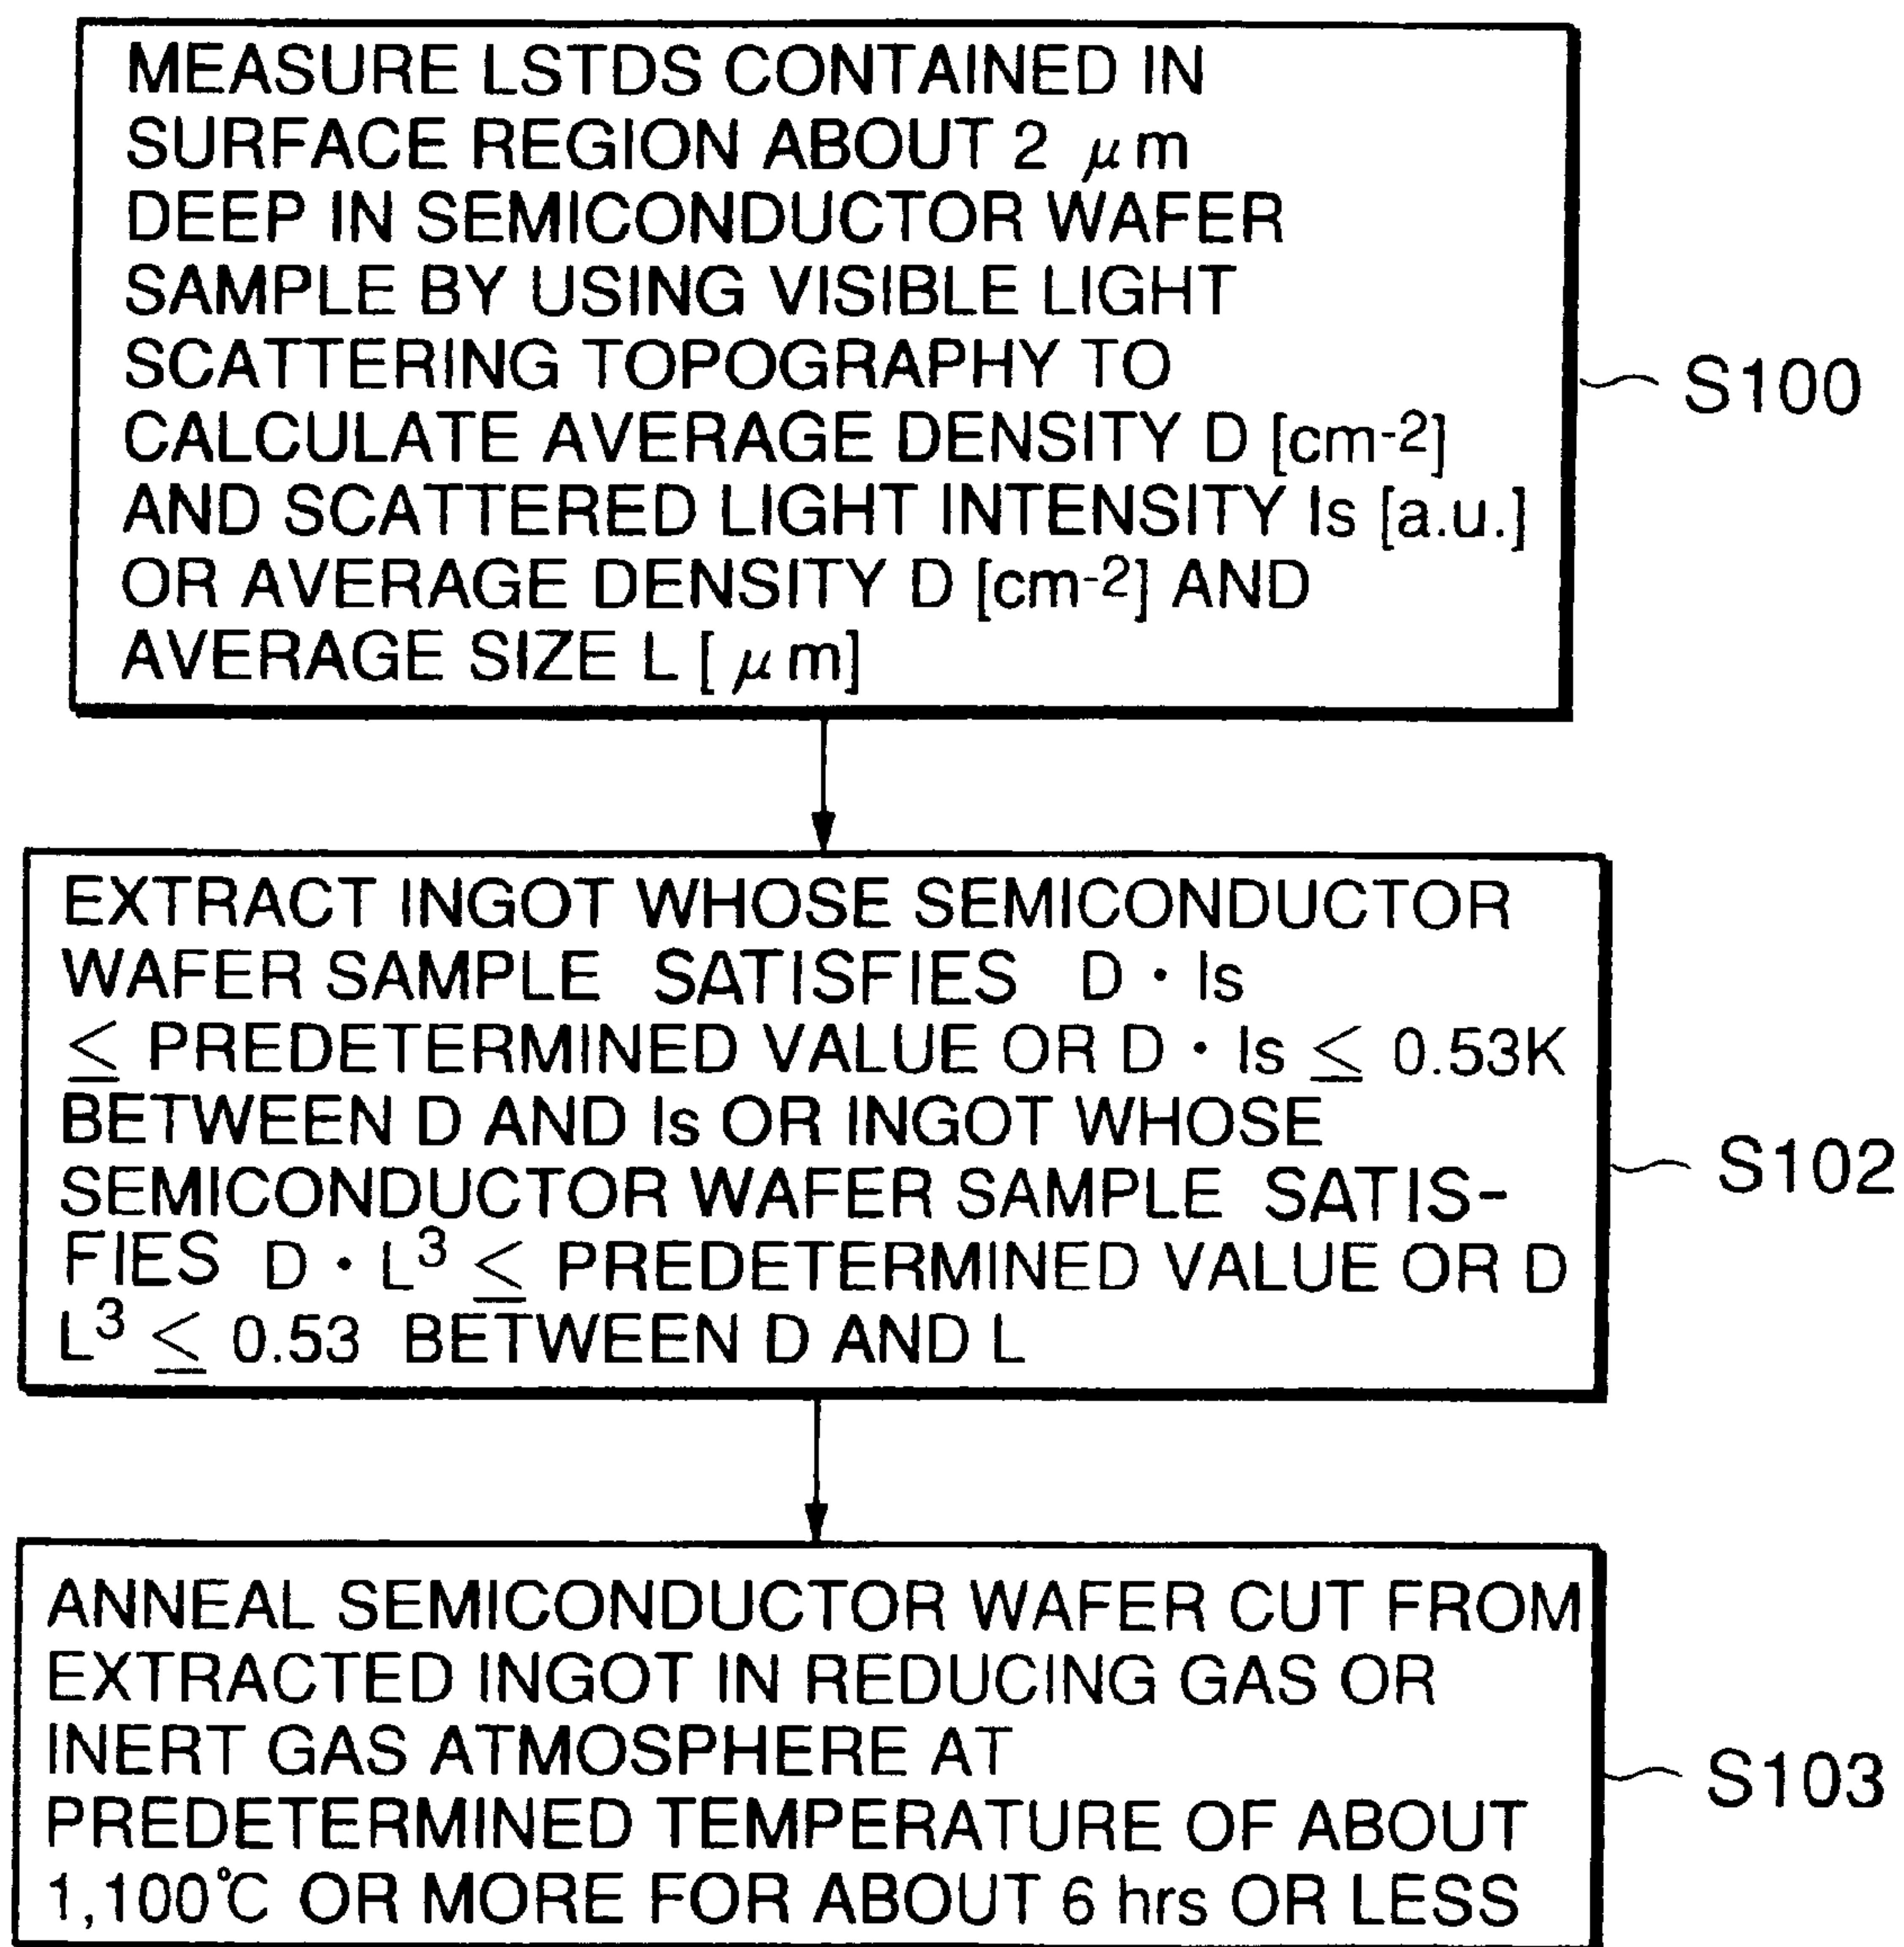 MEASURE LSTDS CONTAINED IN
SURFACE REGION ABOUT 2 μm
DEEP IN SEMICONDUCTOR WAFER
SAMPLE BY USING VISIBLE LIGHT
SCATTERING TOPOGRAPHY TO
CALCULATE AVERAGE DENSITY D [cm-2]
AND SCATTERED LIGHT INTENSITY Is [a.u.]
OR AVERAGE DENSITY D [cm-2] AND
AVERAGE SIZE L [ μm]
S100
EXTRACT INGOT WHOSE SEMICONDUCTOR
WAFER SAMPLE SATISFIES D · Is
≤ PREDETERMINED VALUE OR D · Is ≤ 0.53K
BETWEEN D AND Is OR INGOT WHOSE
SEMICONDUCTOR WAFER SAMPLE SATIS-
FIES D · L³ ≤ PREDETERMINED VALUE OR D
L³ ≤ 0.53 BETWEEN D AND L
S102
ANNEAL SEMICONDUCTOR WAFER CUT FROM
EXTRACTED INGOT IN REDUCING GAS OR
INERT GAS ATMOSPHERE AT
PREDETERMINED TEMPERATURE OF ABOUT
1,100℃ OR MORE FOR ABOUT 6 hrs OR LESS
S103